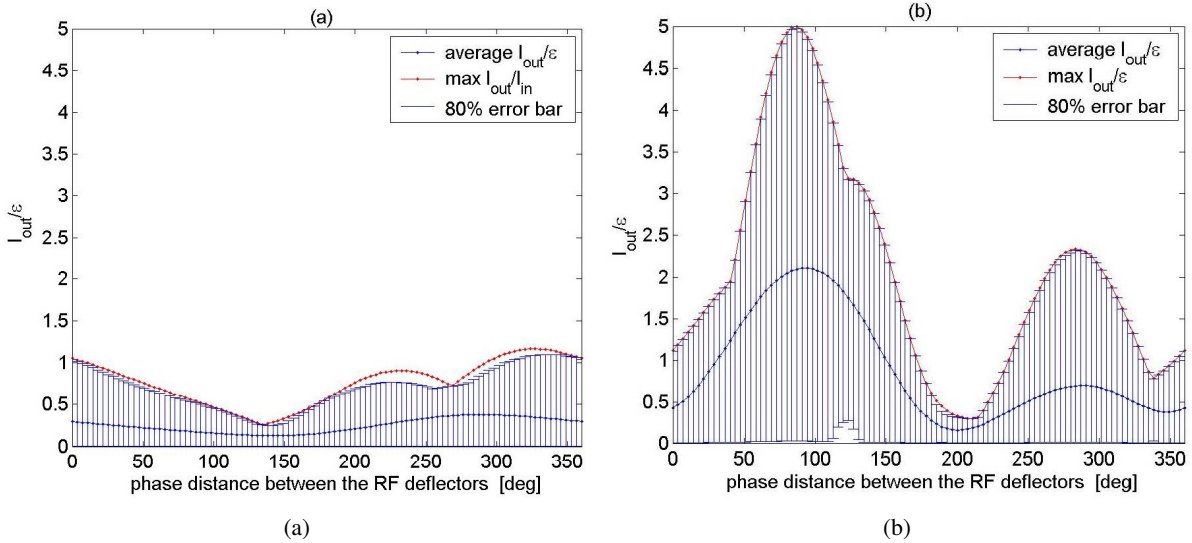 (a)
5
4.5
4
3.5
3
2.5
2
1.5
1
0.5
0
I_out/ε
average I_out/ε
max I_out/I_in
80% error bar
0 50 100 150 200 250 300 350
phase distance between the RF deflectors [deg]
(a)
(b)
5
4.5
4
3.5
3
2.5
2
1.5
1
0.5
0
I_out/ε
average I_out/ε
max I_out/ε
80% error bar
0 50 100 150 200 250 300 350
phase distance between the RF deflectors [deg]
(b)